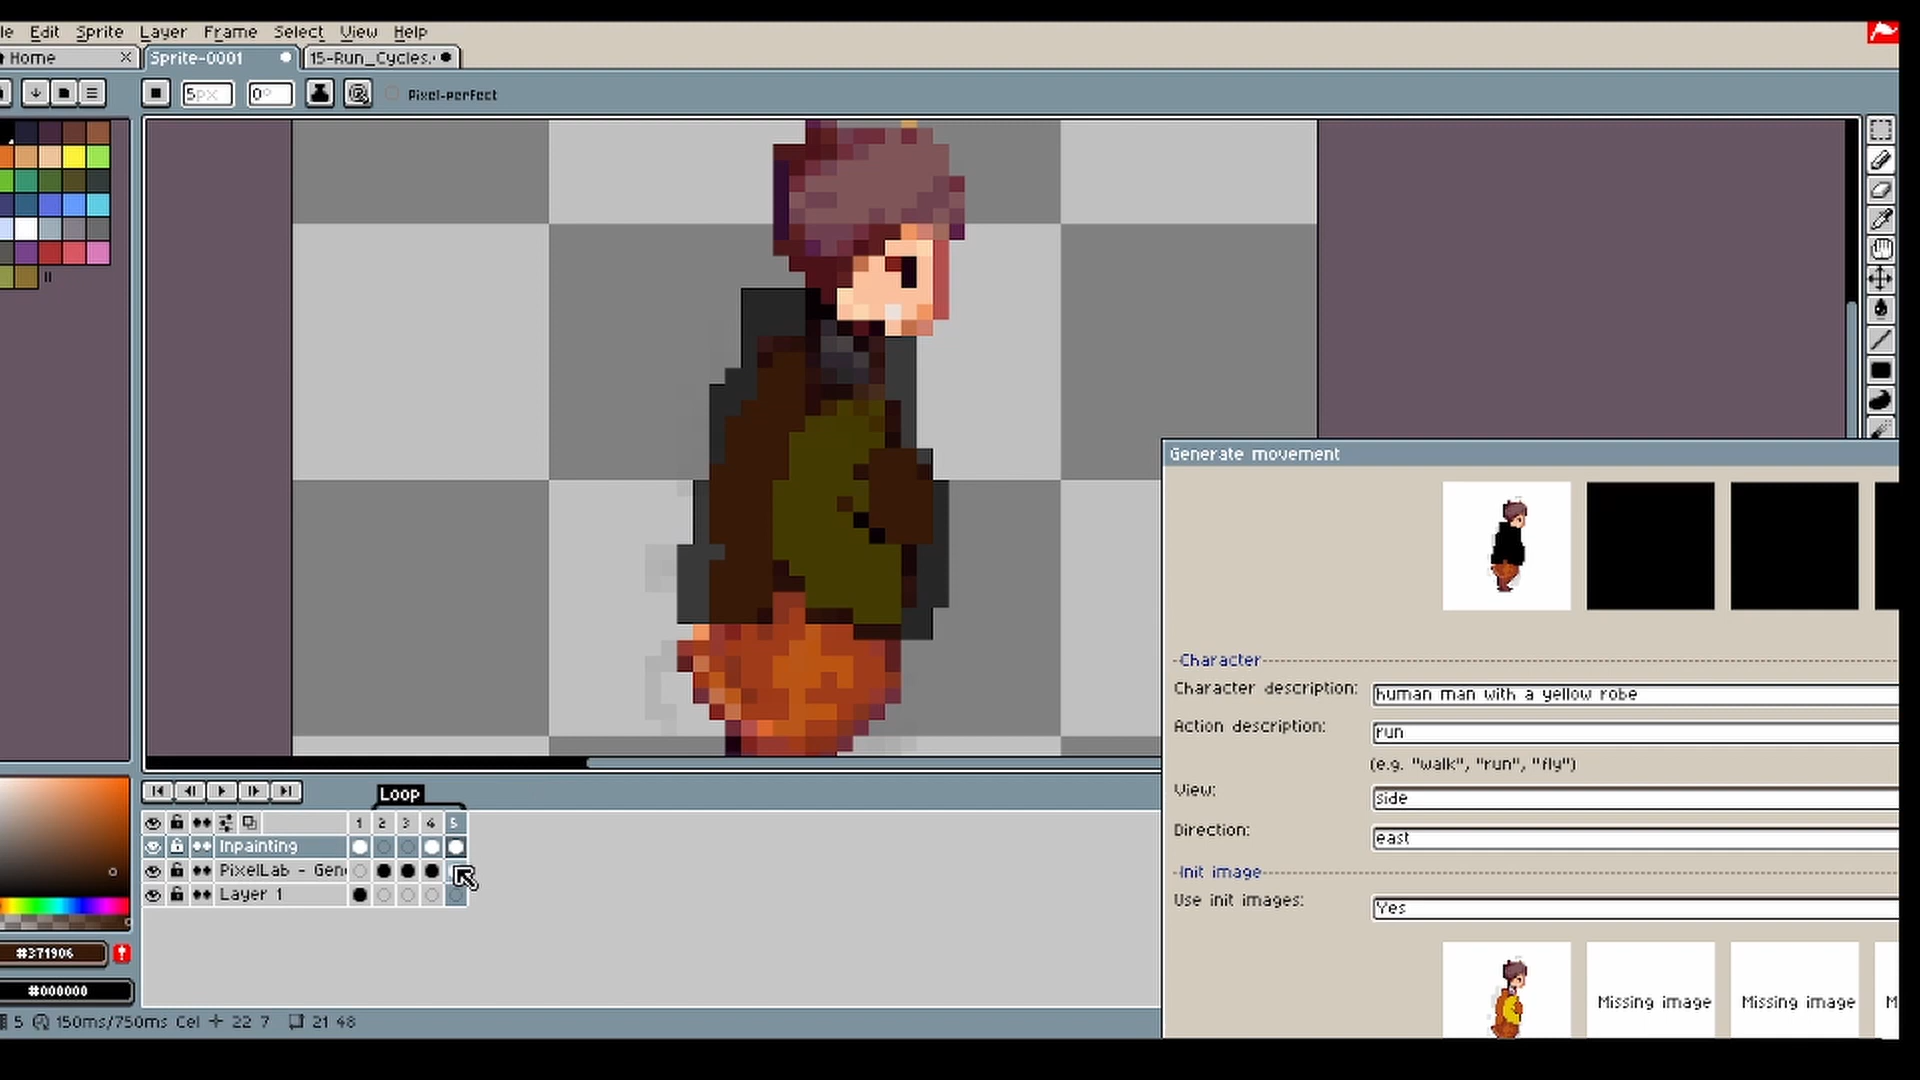 le Edit Sprite Layer Frame Select View Help
Home Sprite-0001 15-Run_Cycles.
5px 0° Pixel-perfect
Generate movement
Character
Character description: human man with a yellow robe
Action description: run
(e.g. "walk", "run", "fly")
View: side
Direction: east
Init image
Use init images: Yes
Missing image Missing image M
Loop
1 2 3 4 5
Inpainting
PixelLab - Gen
Layer 1
#371906
#000000
5 150ms/750ms Cel 22 7 21 48